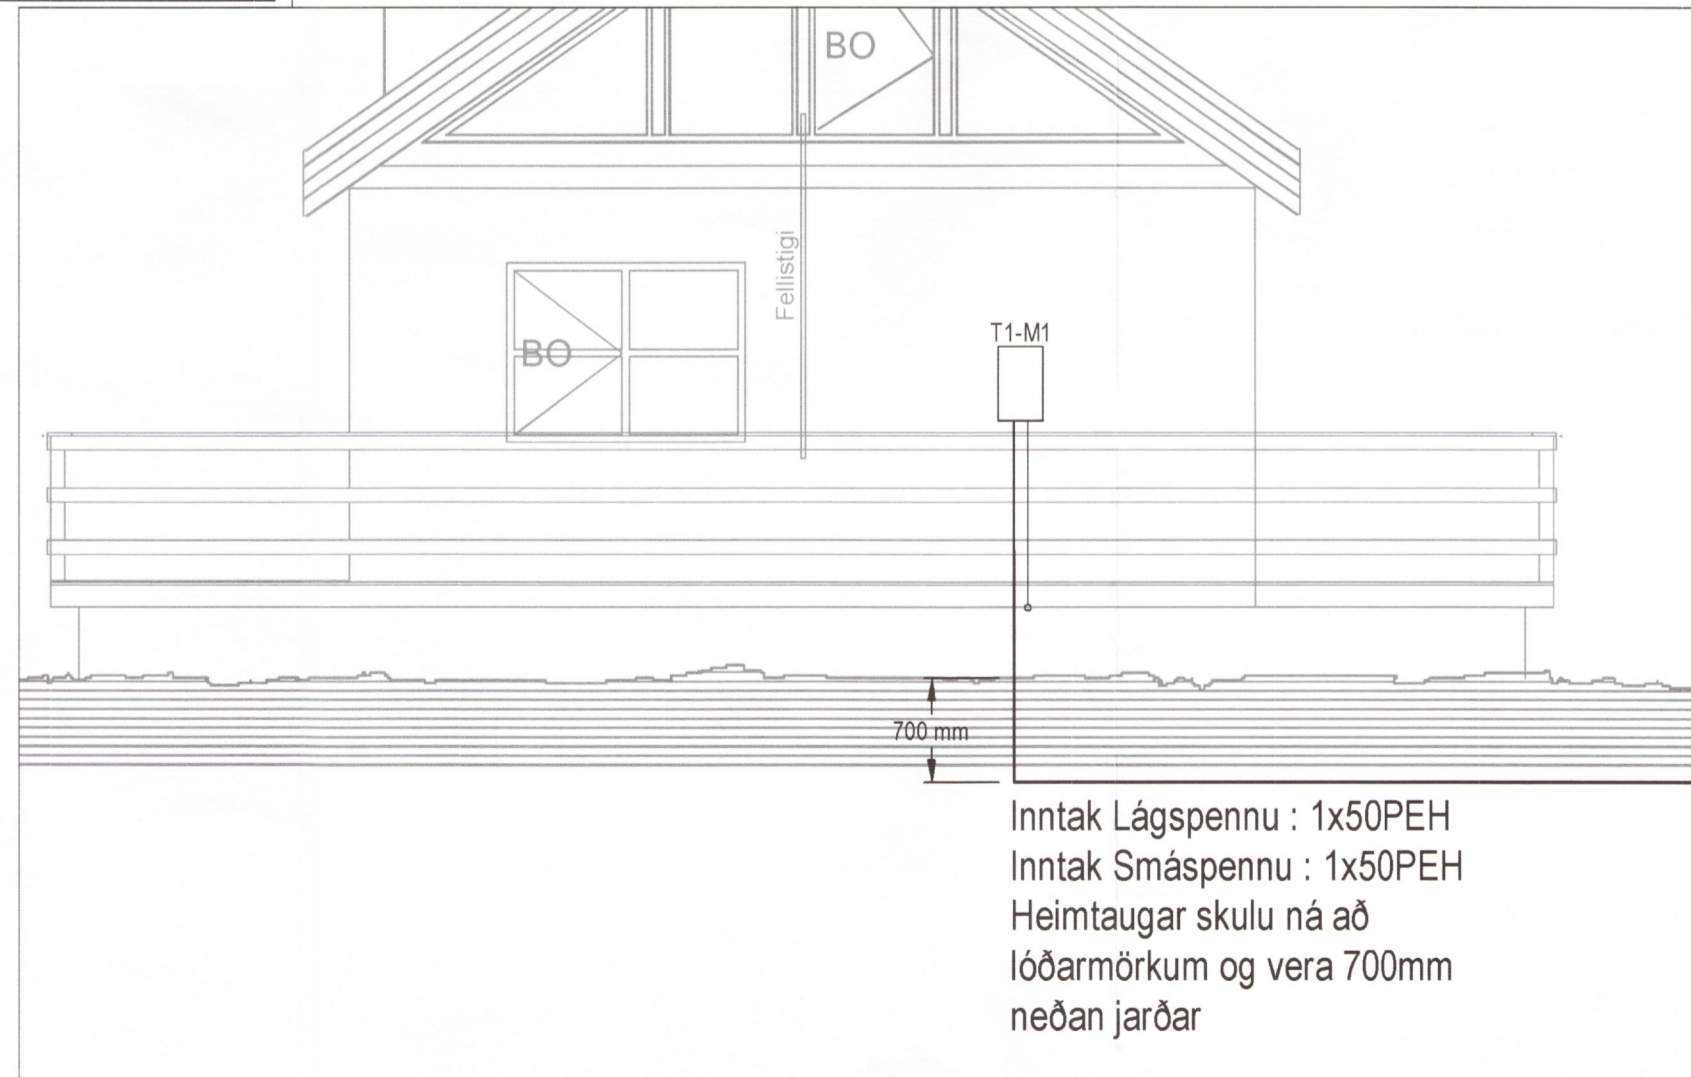 BO
Fellistigi
T1-M1
BO
700 mm
Inntak Lágspennu : 1x50PEH
Inntak Smáspennu : 1x50PEH
Heimtaugar skulu ná að
lóðarmörkum og vera 700mm
neðan jarðar